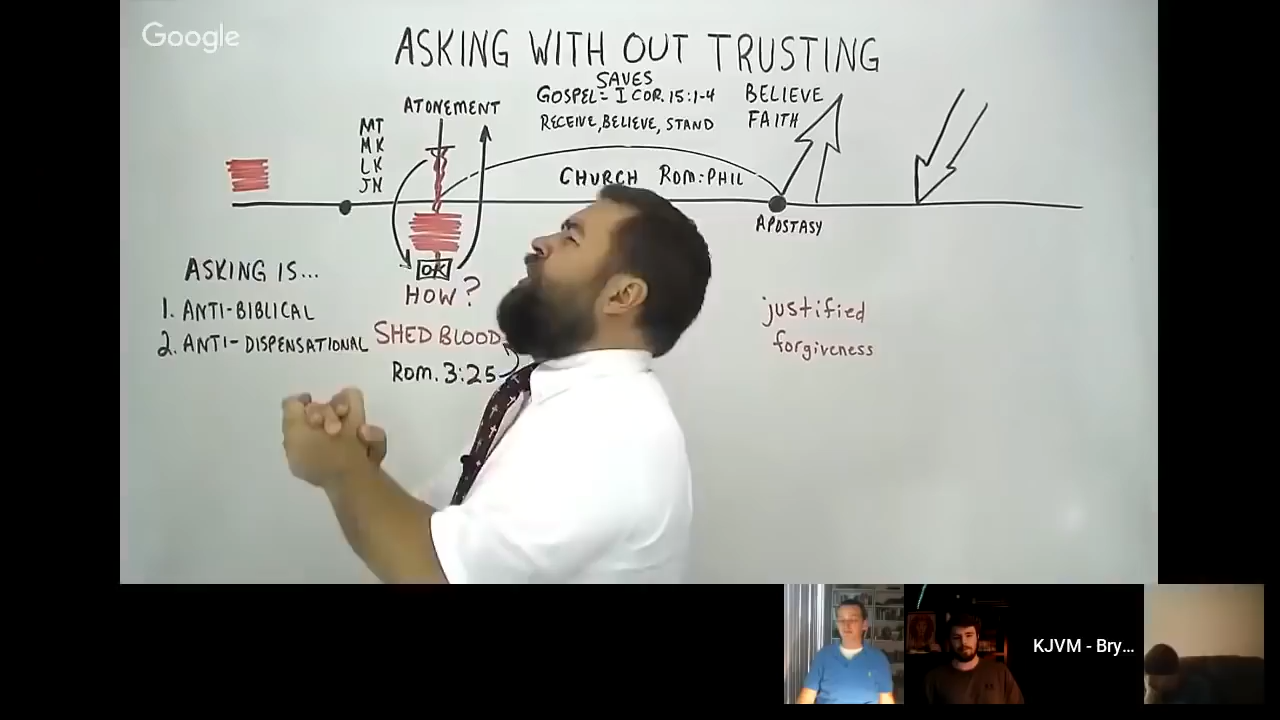 Google
ASKING WITH OUT TRUSTING
SAVES
ATONEMENT
GOSPEL = I COR. 15:1-4
RECEIVE, BELIEVE, STAND
BELIEVE
FAITH
MT
MK
LK
JN
CHURCH ROM:PHIL
APOSTASY
OK
HOW?
SHED BLOOD
Rom. 3:25
ASKING IS...
1. ANTI-BIBLICAL
2. ANTI-DISPENSATIONAL
justified
forgiveness
KJVM - Bry...